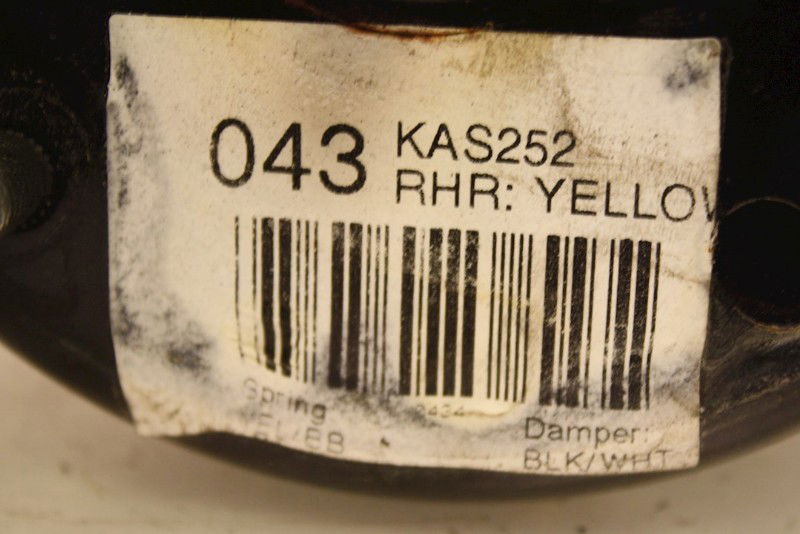 043 KAS252
RHR: YELLOW
Spring
Damper:
BLK/WHT